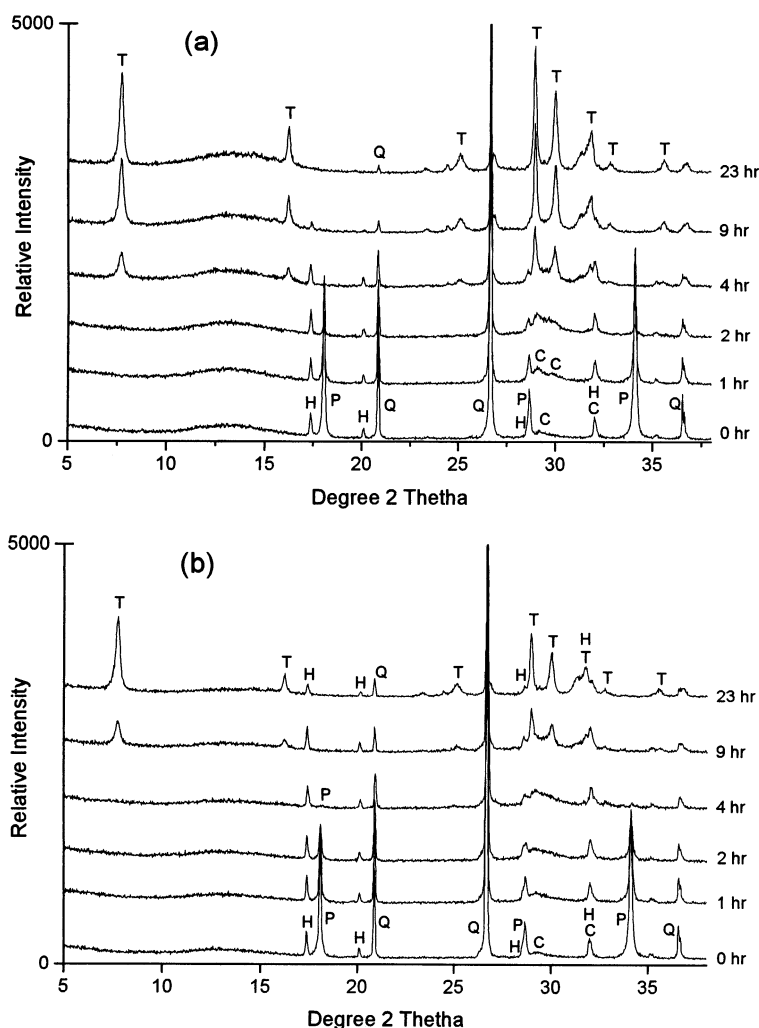 5000
(a)
T
T
T
T
T
T
T
Q
T
23 hr
9 hr
4 hr
2 hr
1 hr
0 hr
Relative Intensity
C C
H P H Q Q P H C H C P Q
0
5 10 15 20 25 30 35
Degree 2 Thetha
5000
(b)
T
T H H Q T H T T H T T T
23 hr
9 hr
P
4 hr
2 hr
1 hr
0 hr
Relative Intensity
H P H Q Q P H C H C P Q
0
5 10 15 20 25 30 35
Degree 2 Thetha